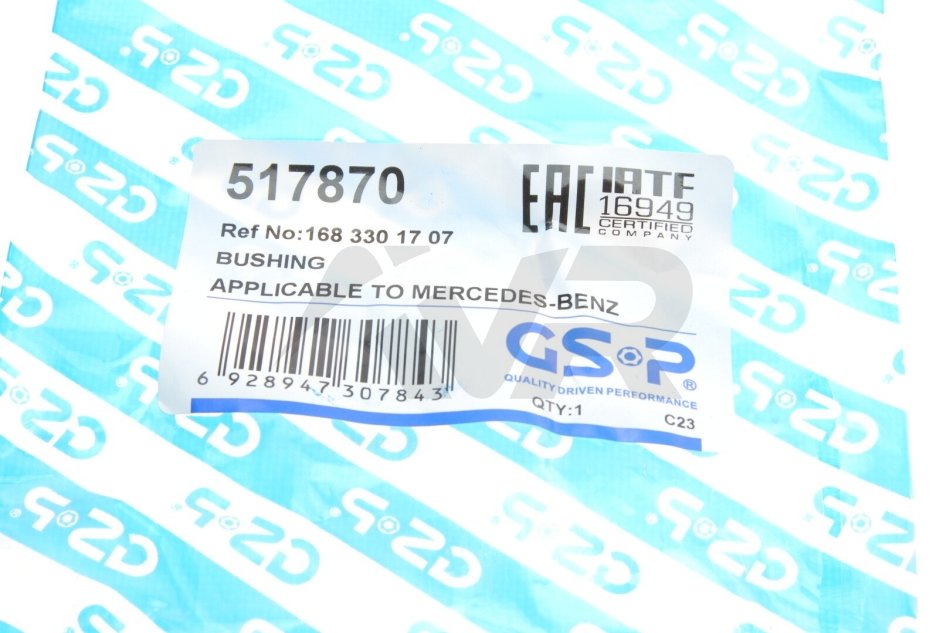 517870
EAC
IATF
16949
CERTIFIED
COMPANY
Ref No:168 330 17 07
BUSHING
APPLICABLE TO MERCEDES-BENZ
6 928947 307843
GSP®
QUALITY DRIVEN PERFORMANCE
QTY:1
C23